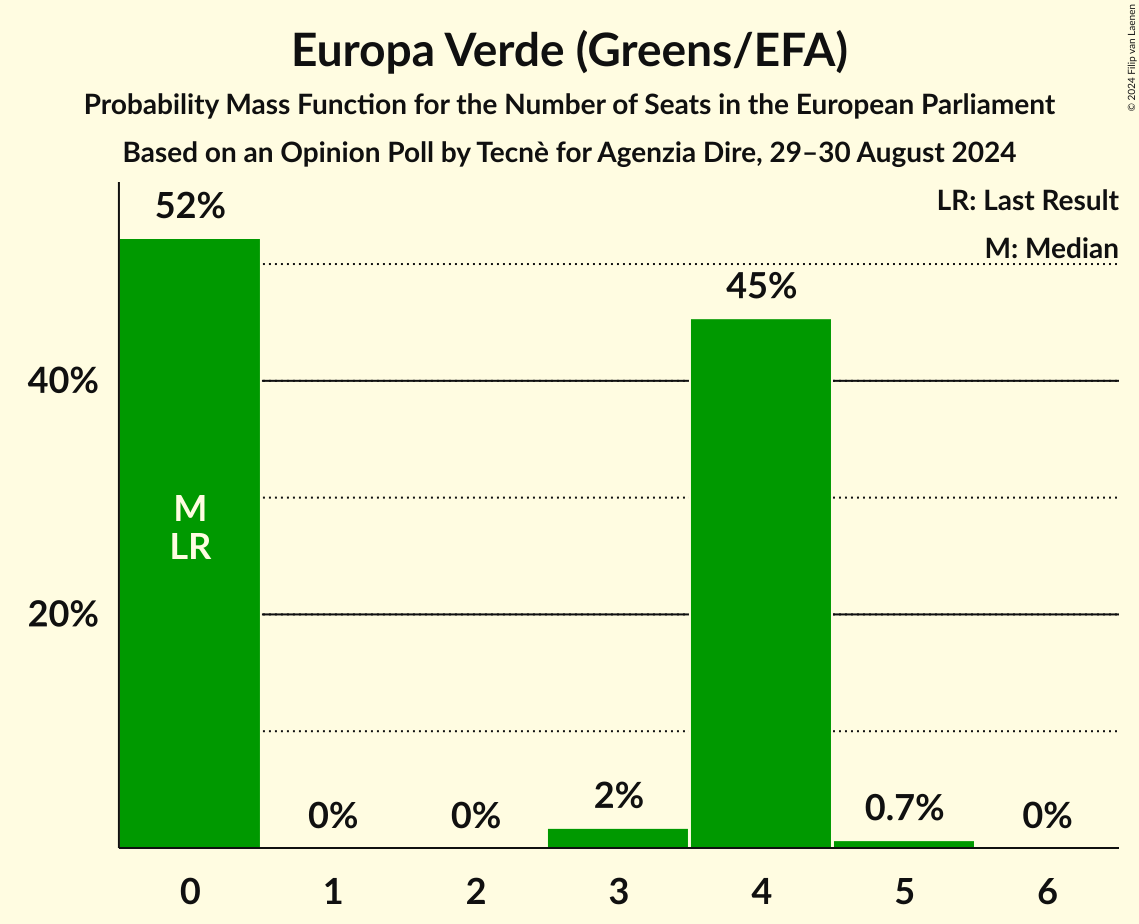 Europa Verde (Greens/EFA)
Probability Mass Function for the Number of Seats in the European Parliament
Based on an Opinion Poll by Tecnè for Agenzia Dire, 29–30 August 2024
© 2024 Filip van Laenen
LR: Last Result
M: Median
52%
45%
40%
M
LR
20%
0%
0%
2%
0.7%
0%
0
1
2
3
4
5
6